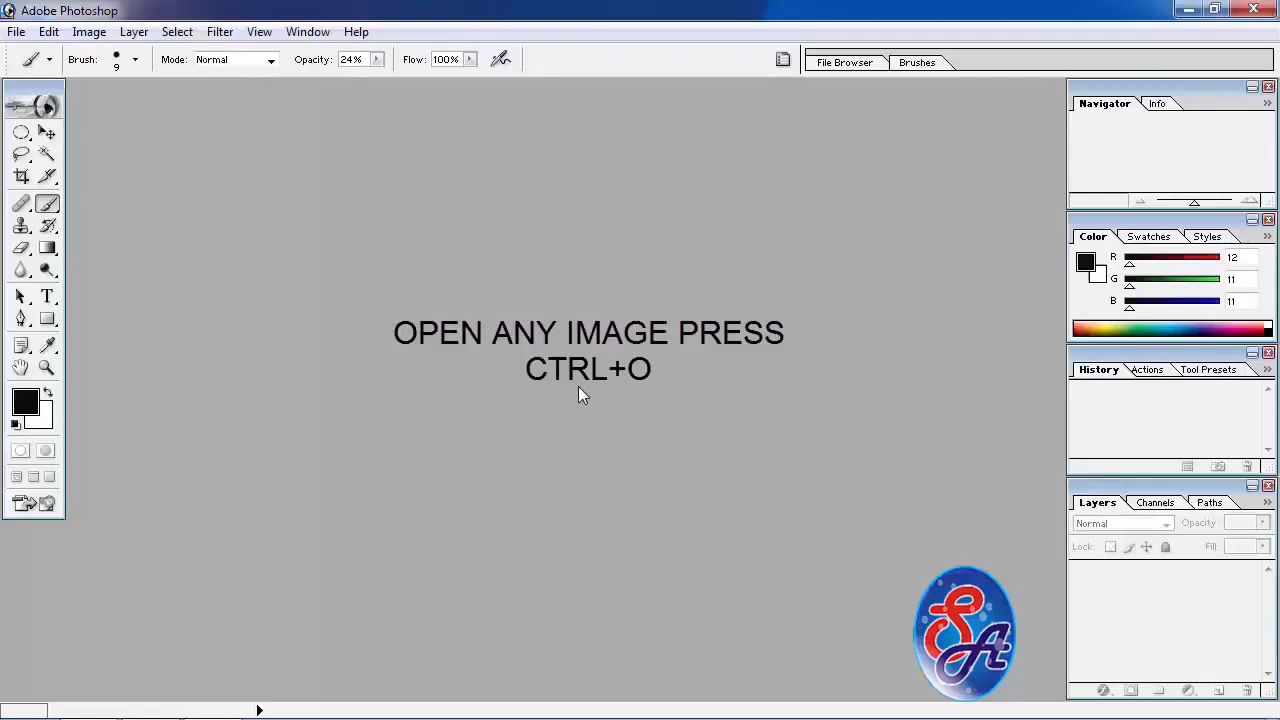 Adobe Photoshop
File Edit Image Layer Select Filter View Window Help
Brush: 9 Mode: Normal Opacity: 24% Flow: 100% File Browser Brushes
Navigator Info
Color Swatches Styles
R 12
G 11
B 11
OPEN ANY IMAGE PRESS
CTRL+O
History Actions Tool Presets
Layers Channels Paths
Normal Opacity:
Lock: Fill:
SA